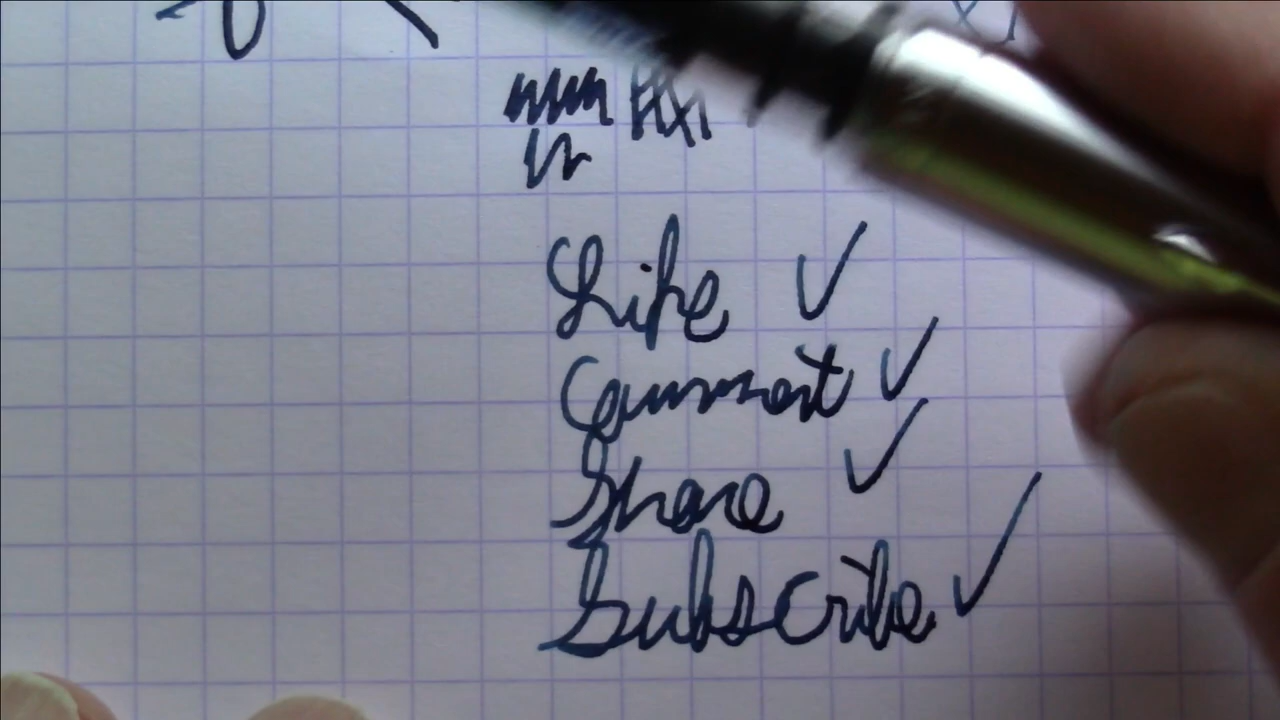 Like ✓
Comment ✓
Share ✓
Subscribe ✓